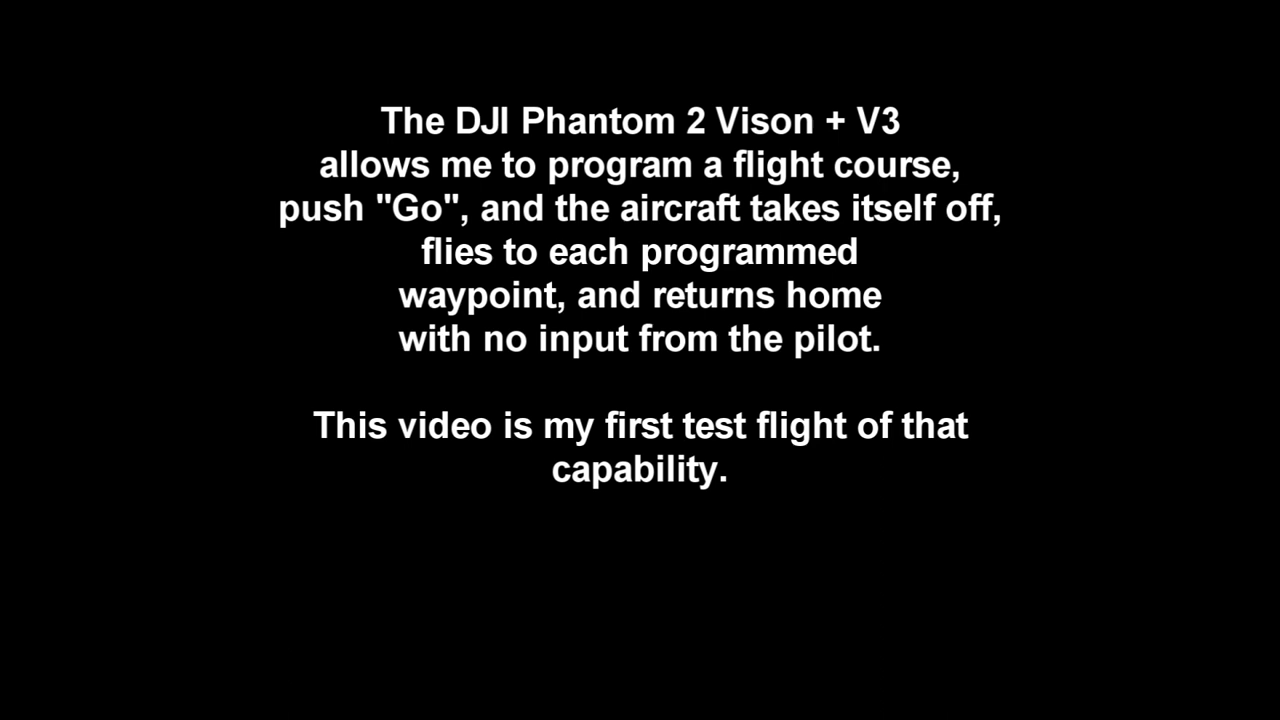 The DJI Phantom 2 Vison + V3
allows me to program a flight course,
push "Go", and the aircraft takes itself off,
flies to each programmed
waypoint, and returns home
with no input from the pilot.
This video is my first test flight of that
capability.